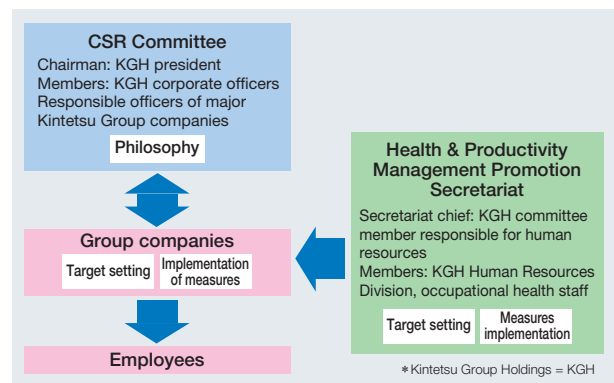 CSR Committee
Chairman: KGH president
Members: KGH corporate officers
Responsible officers of major
Kintetsu Group companies
Philosophy
Group companies
Target setting
Implementation
of measures
Employees
Health & Productivity
Management Promotion
Secretariat
Secretariat chief: KGH committee
member responsible for human
resources
Members: KGH Human Resources
Division, occupational health staff
Target setting
Measures
implementation
*Kintetsu Group Holdings = KGH